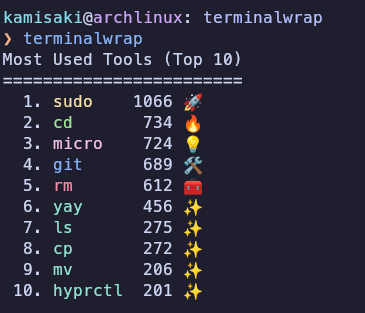 kamisaki@archlinux: terminalwrap
❯ terminalwrap
Most Used Tools (Top 10)
========================
1. sudo 1066 🚀
2. cd 734 🔥
3. micro 724 💡
4. git 689 🛠️
5. rm 612 🧰
6. yay 456 ✨
7. ls 275 ✨
8. cp 272 ✨
9. mv 206 ✨
10. hyprctl 201 ✨